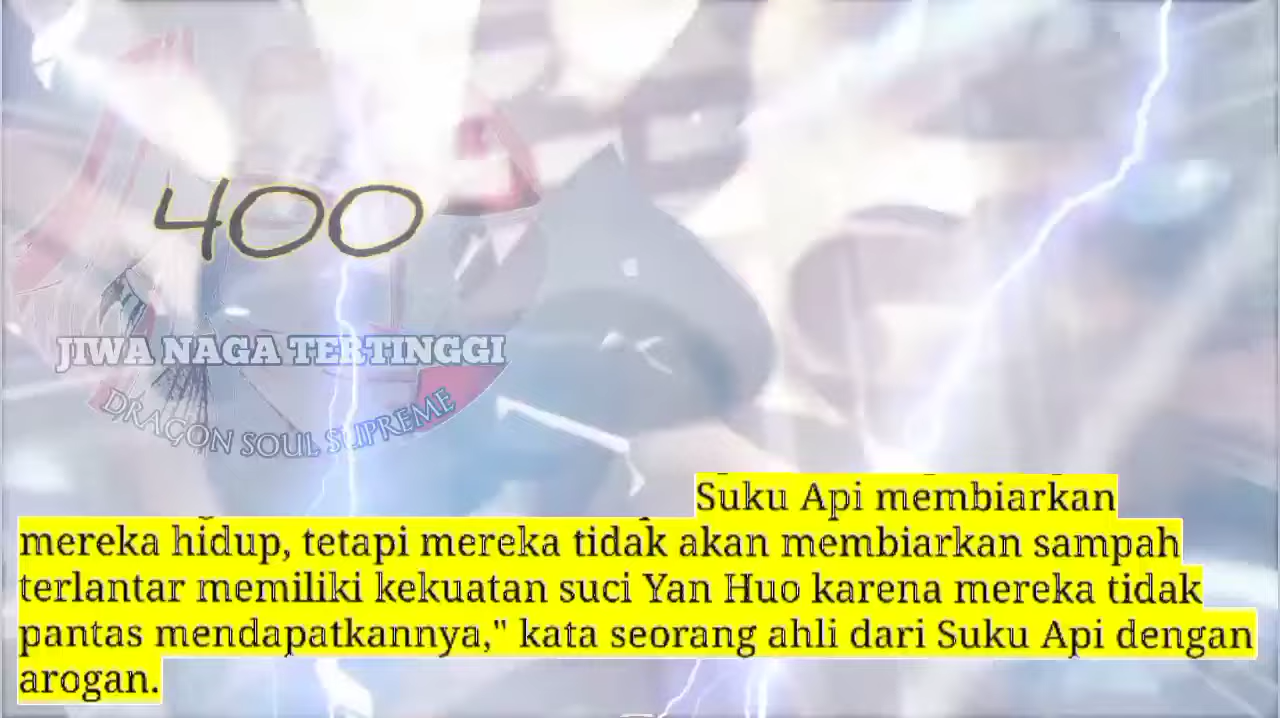 400
JIWA NAGA TERTINGGI
DRAGON SOUL SUPREME
Suku Api membiarkan
mereka hidup, tetapi mereka tidak akan membiarkan sampah
terlantar memiliki kekuatan suci Yan Huo karena mereka tidak
pantas mendapatkannya," kata seorang ahli dari Suku Api dengan
arogan.